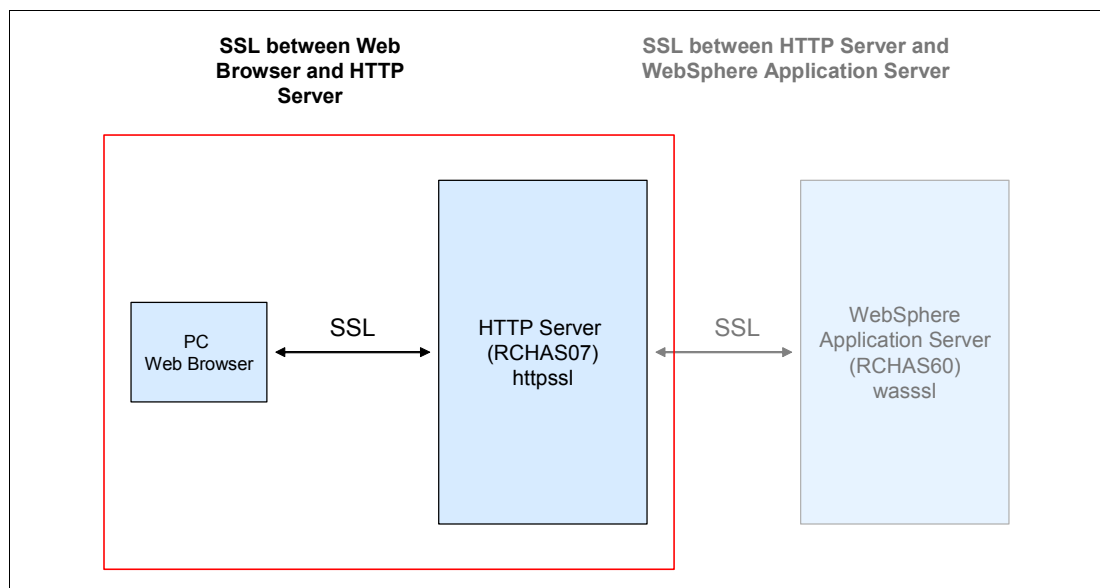 SSL between Web
Browser and HTTP
Server
SSL between HTTP Server and
WebSphere Application Server
PC
Web Browser
SSL
HTTP Server
(RCHAS07)
httpssl
SSL
WebSphere
Application Server
(RCHAS60)
wasssl